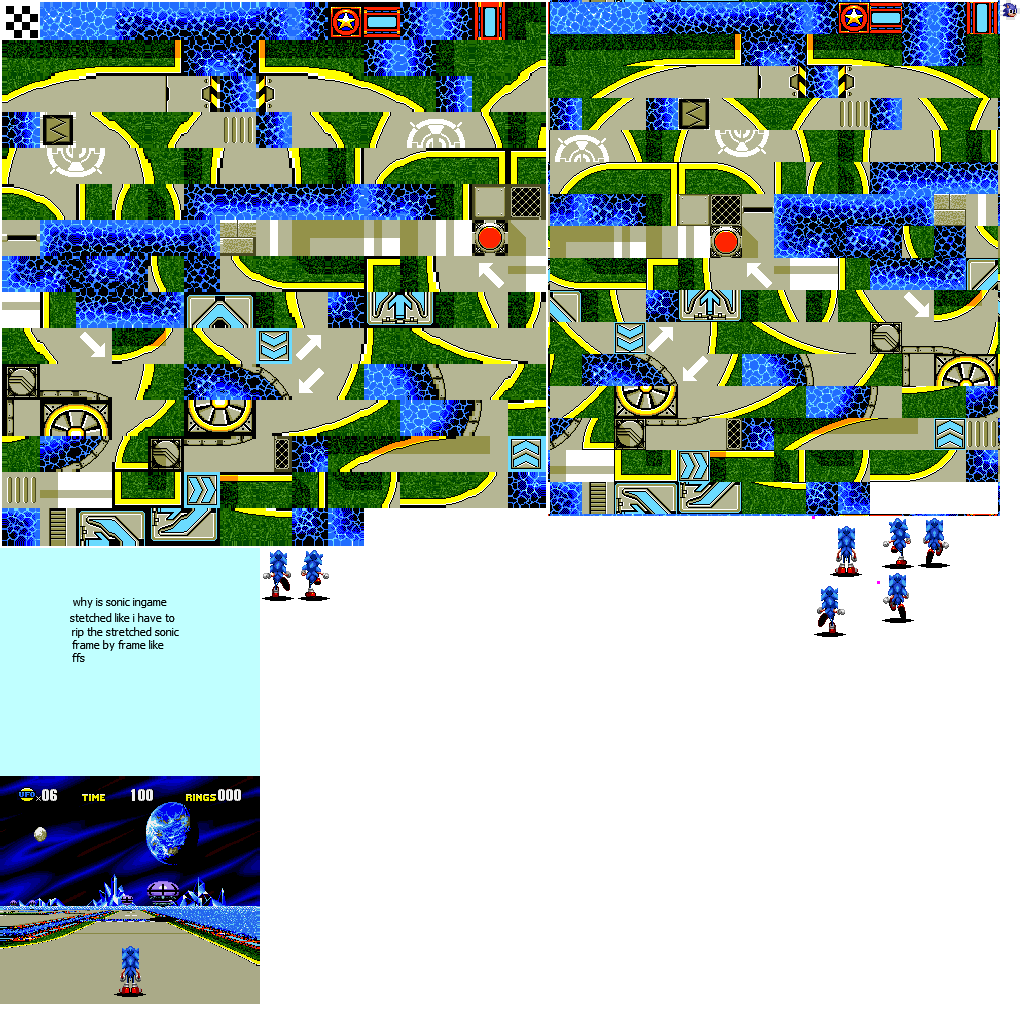 why is sonic ingame
stetched like i have to
rip the stretched sonic
frame by frame like
ffs
UFO×06 TIME 100 RINGS 000